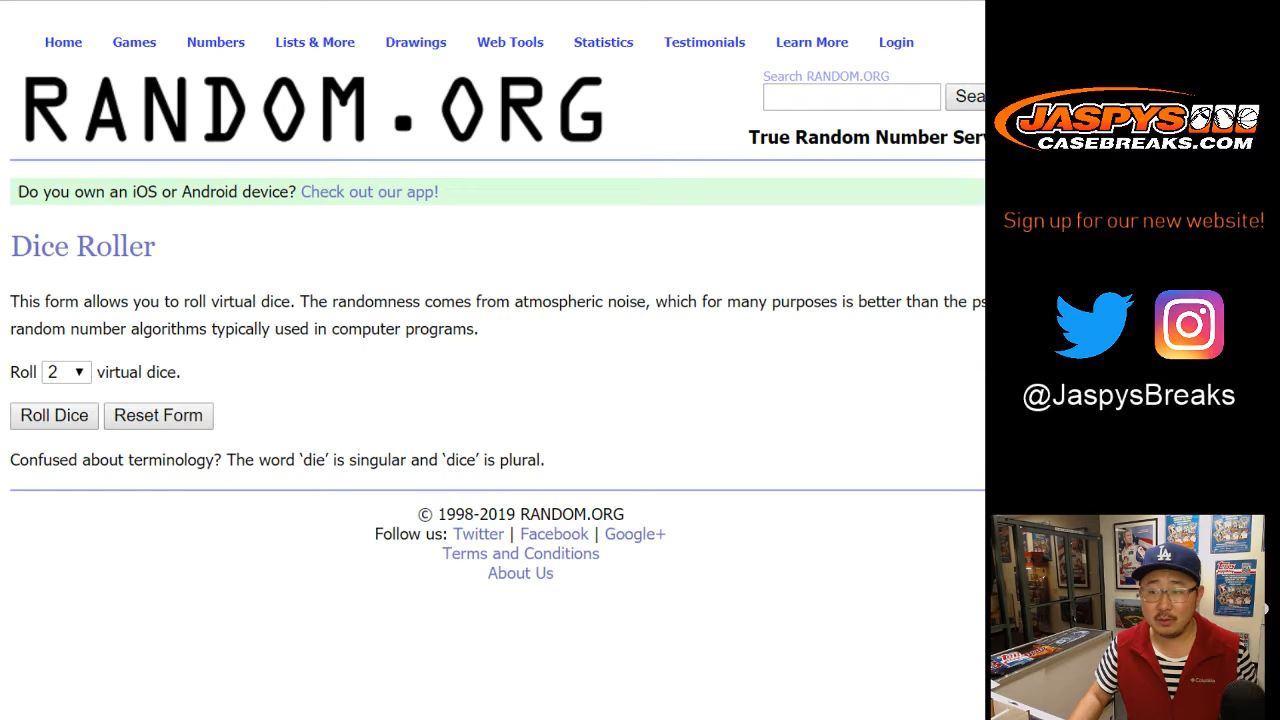 Home Games Numbers Lists & More Drawings Web Tools Statistics Testimonials Learn More Login
RANDOM.ORG
Search RANDOM.ORG
Sea
True Random Number Ser
Do you own an iOS or Android device? Check out our app!
Dice Roller
This form allows you to roll virtual dice. The randomness comes from atmospheric noise, which for many purposes is better than the ps
random number algorithms typically used in computer programs.
Roll 2 virtual dice.
Roll Dice Reset Form
Confused about terminology? The word ‘die’ is singular and ‘dice’ is plural.
© 1998-2019 RANDOM.ORG
Follow us: Twitter | Facebook | Google+
Terms and Conditions
About Us
JASPYS
CASEBREAKS.COM
Sign up for our new website!
@JaspysBreaks
LA
Columbia